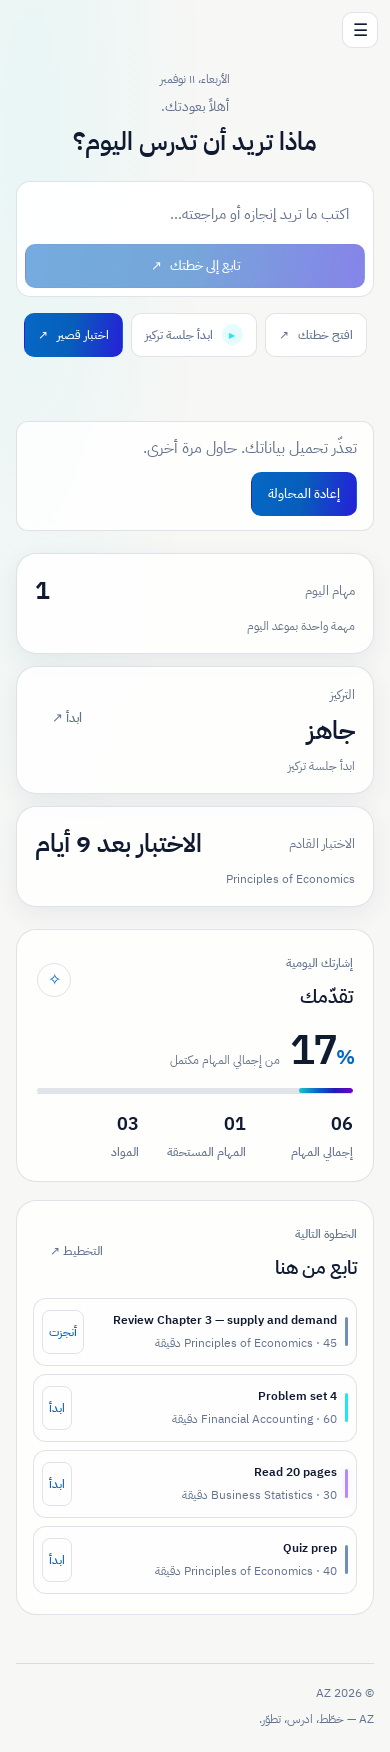 الأربعاء، ١١ نوفمبر
أهلاً بعودتك.
ماذا تريد أن تدرس اليوم؟
اكتب ما تريد إنجازه أو مراجعته...
تابع إلى خطتك ↗
افتح خطتك ↗
ابدأ جلسة تركيز
اختبار قصير ↗
تعذّر تحميل بياناتك. حاول مرة أخرى.
إعادة المحاولة
مهام اليوم
1
مهمة واحدة بموعد اليوم
التركيز
جاهز
ابدأ جلسة تركيز
ابدأ ↗
الاختبار القادم
الاختبار بعد 9 أيام
Principles of Economics
إشارتك اليومية
تقدّمك
17%
من إجمالي المهام مكتمل
06
إجمالي المهام
01
المهام المستحقة
03
المواد
الخطوة التالية
تابع من هنا
التخطيط ↗
Review Chapter 3 — supply and demand
Principles of Economics · 45 دقيقة
أنجزت
Problem set 4
Financial Accounting · 60 دقيقة
ابدأ
Read 20 pages
Business Statistics · 30 دقيقة
ابدأ
Quiz prep
Principles of Economics · 40 دقيقة
ابدأ
© 2026 AZ
AZ — خطّط، ادرس، تطوّر.